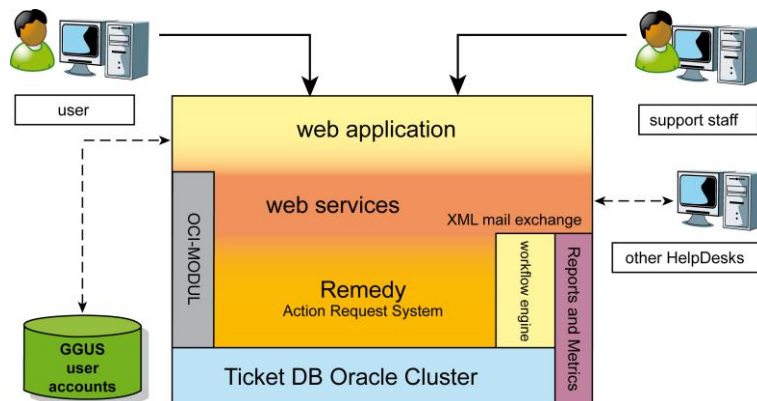 user
support staff
web application
web services
XML mail exchange
other HelpDesks
OCI-MODUL
workflow engine
Reports and Metrics
Remedy
Action Request System
GGUS
user
accounts
Ticket DB Oracle Cluster